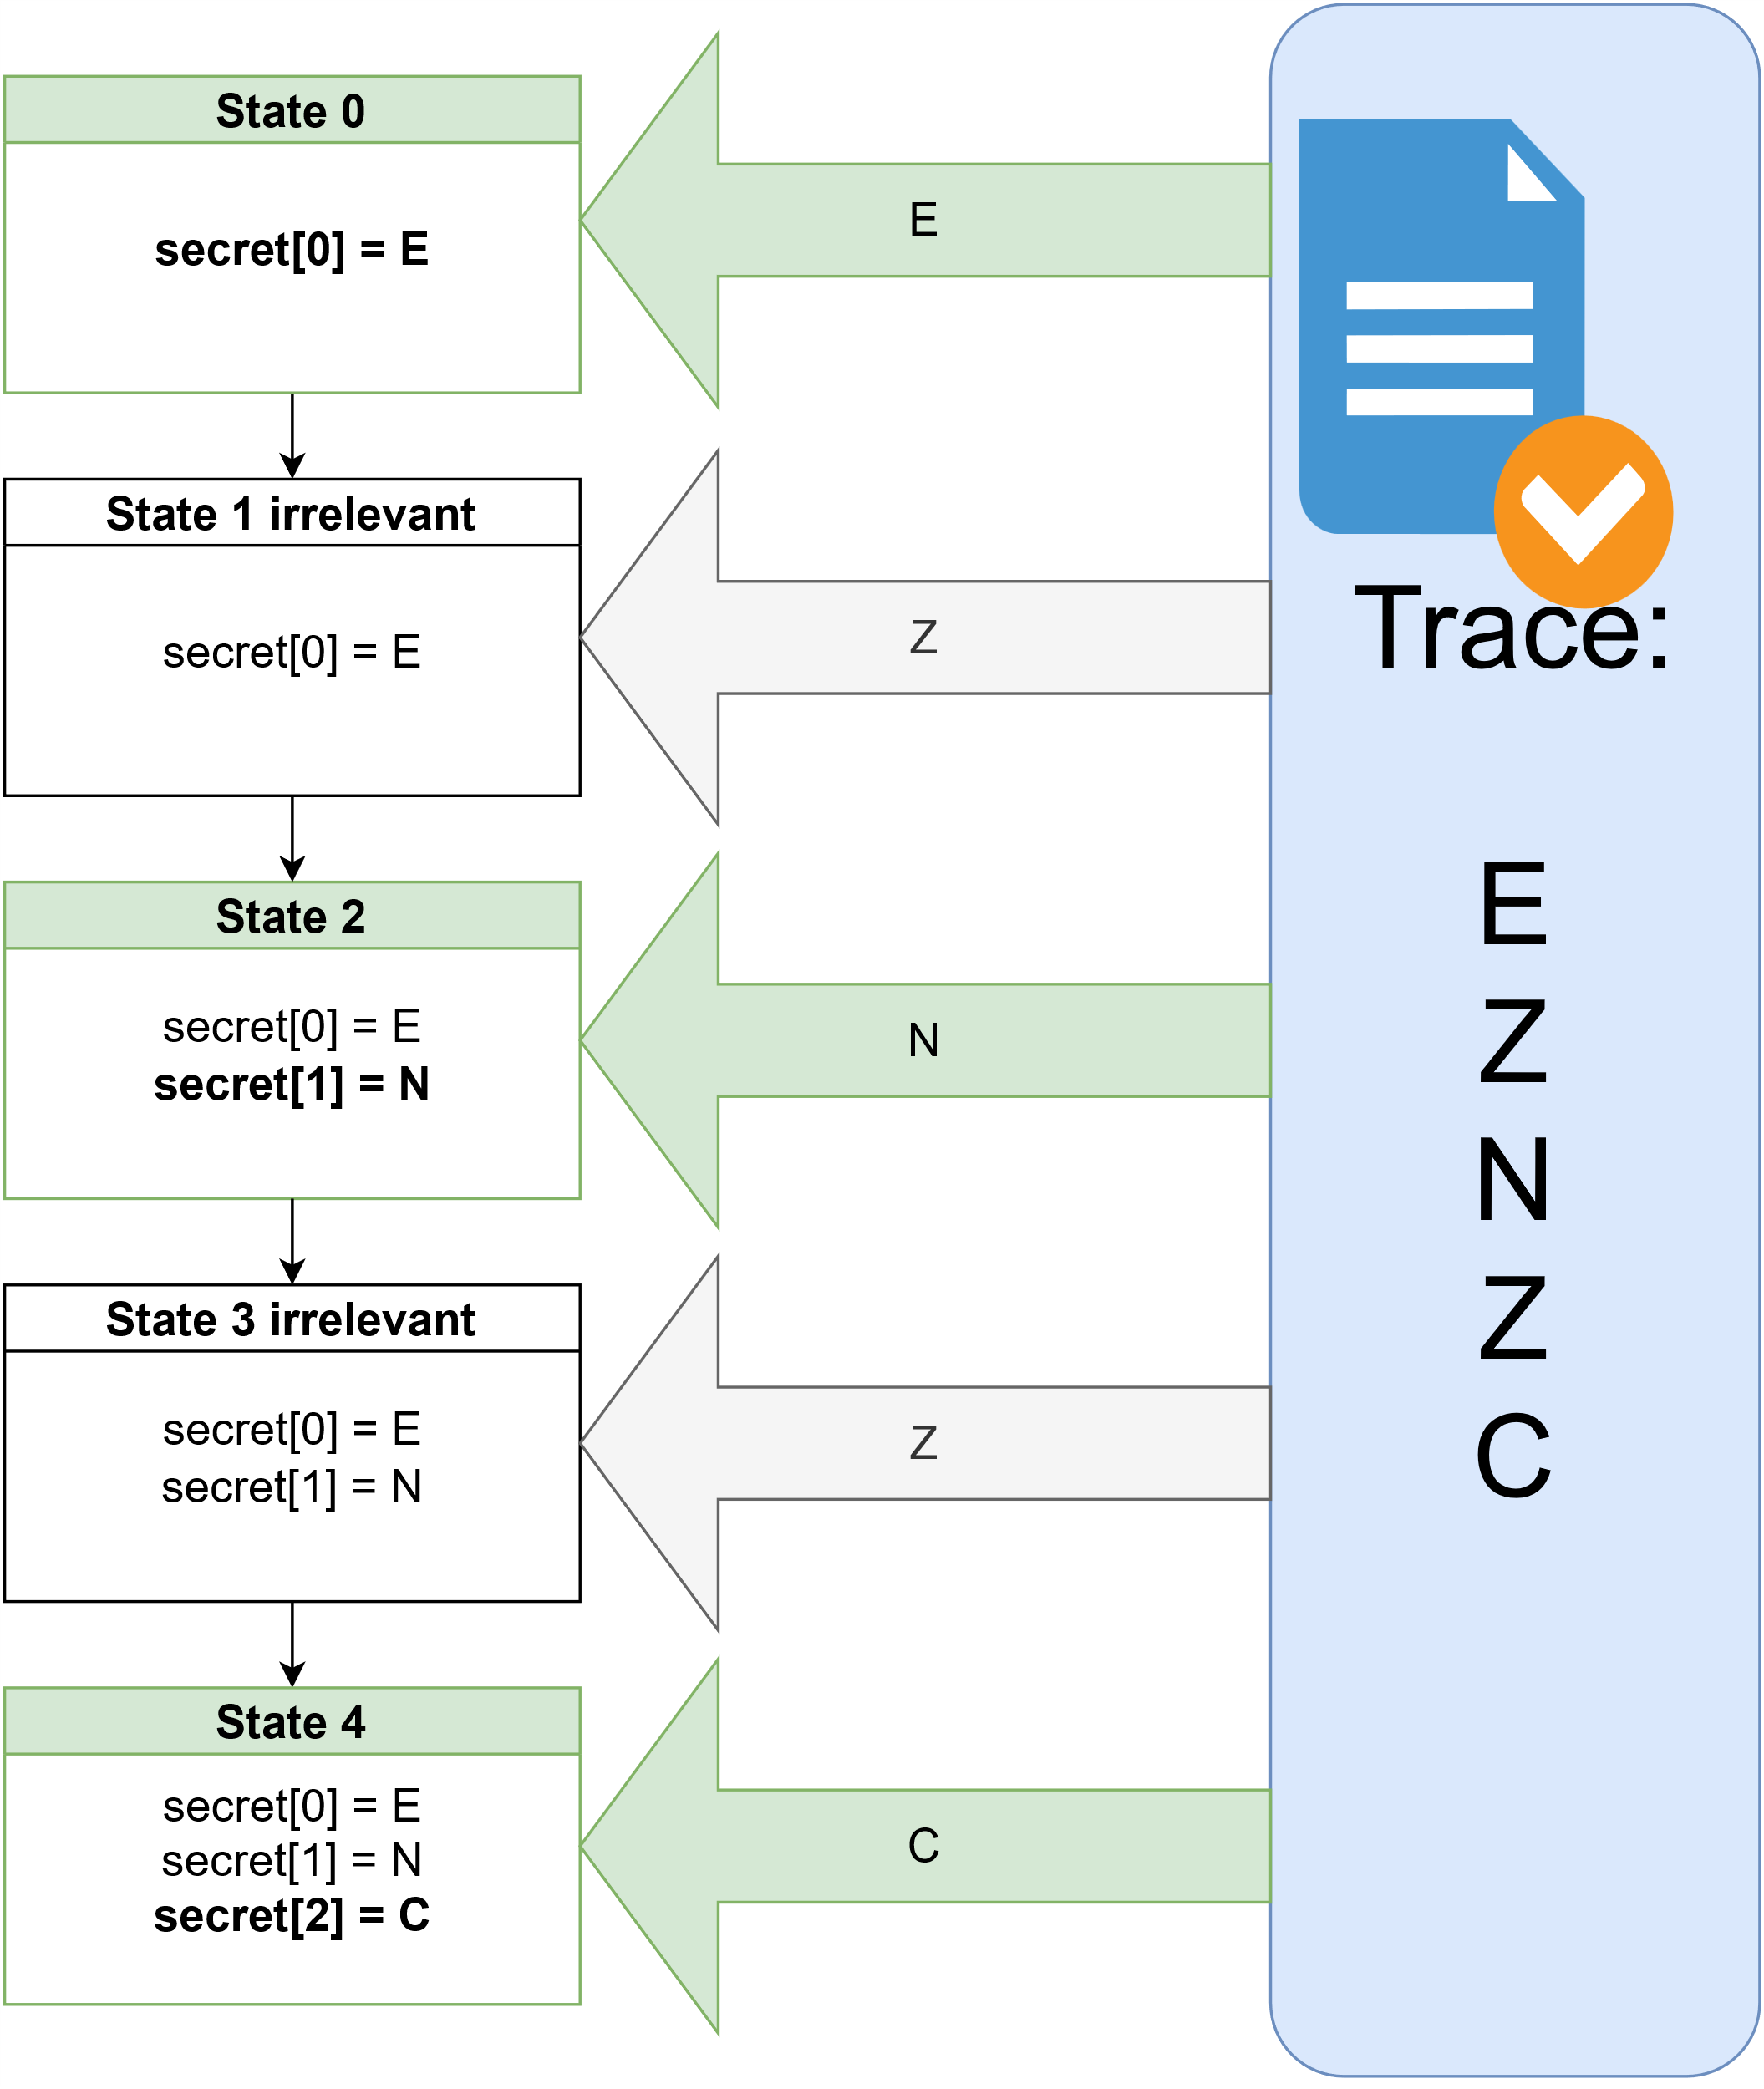 State 0
secret[0] = E
E
State 1 irrelevant
secret[0] = E
Z
State 2
secret[0] = E
secret[1] = N
N
State 3 irrelevant
secret[0] = E
secret[1] = N
Z
State 4
secret[0] = E
secret[1] = N
secret[2] = C
C
Trace:
E
Z
N
Z
C